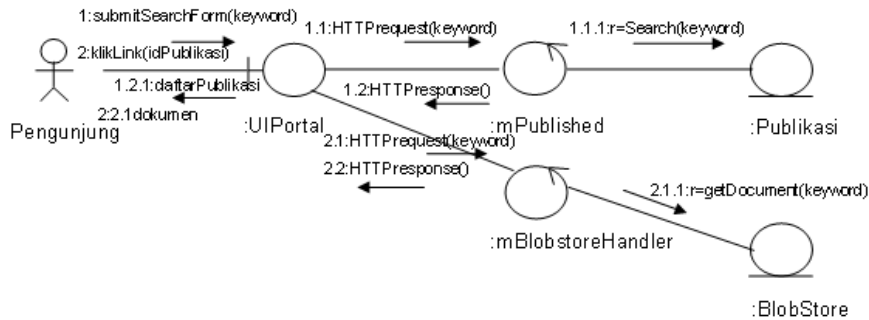 1:submitSearchForm(keyword)
1.1:HTTPrequest(keyword)
1.1.1:r=Search(keyword)
2:klikLink(idPublikasi)
1.2.1:daftarPublikasi
1.2:HTTPresponse()
2:2.1dokumen
Pengunjung
:UIPortal
:mPublished
:Publikasi
2.1:HTTPrequest(keyword)
2.2:HTTPresponse()
2.1.1:r=getDocument(keyword)
:mBlobstoreHandler
:BlobStore